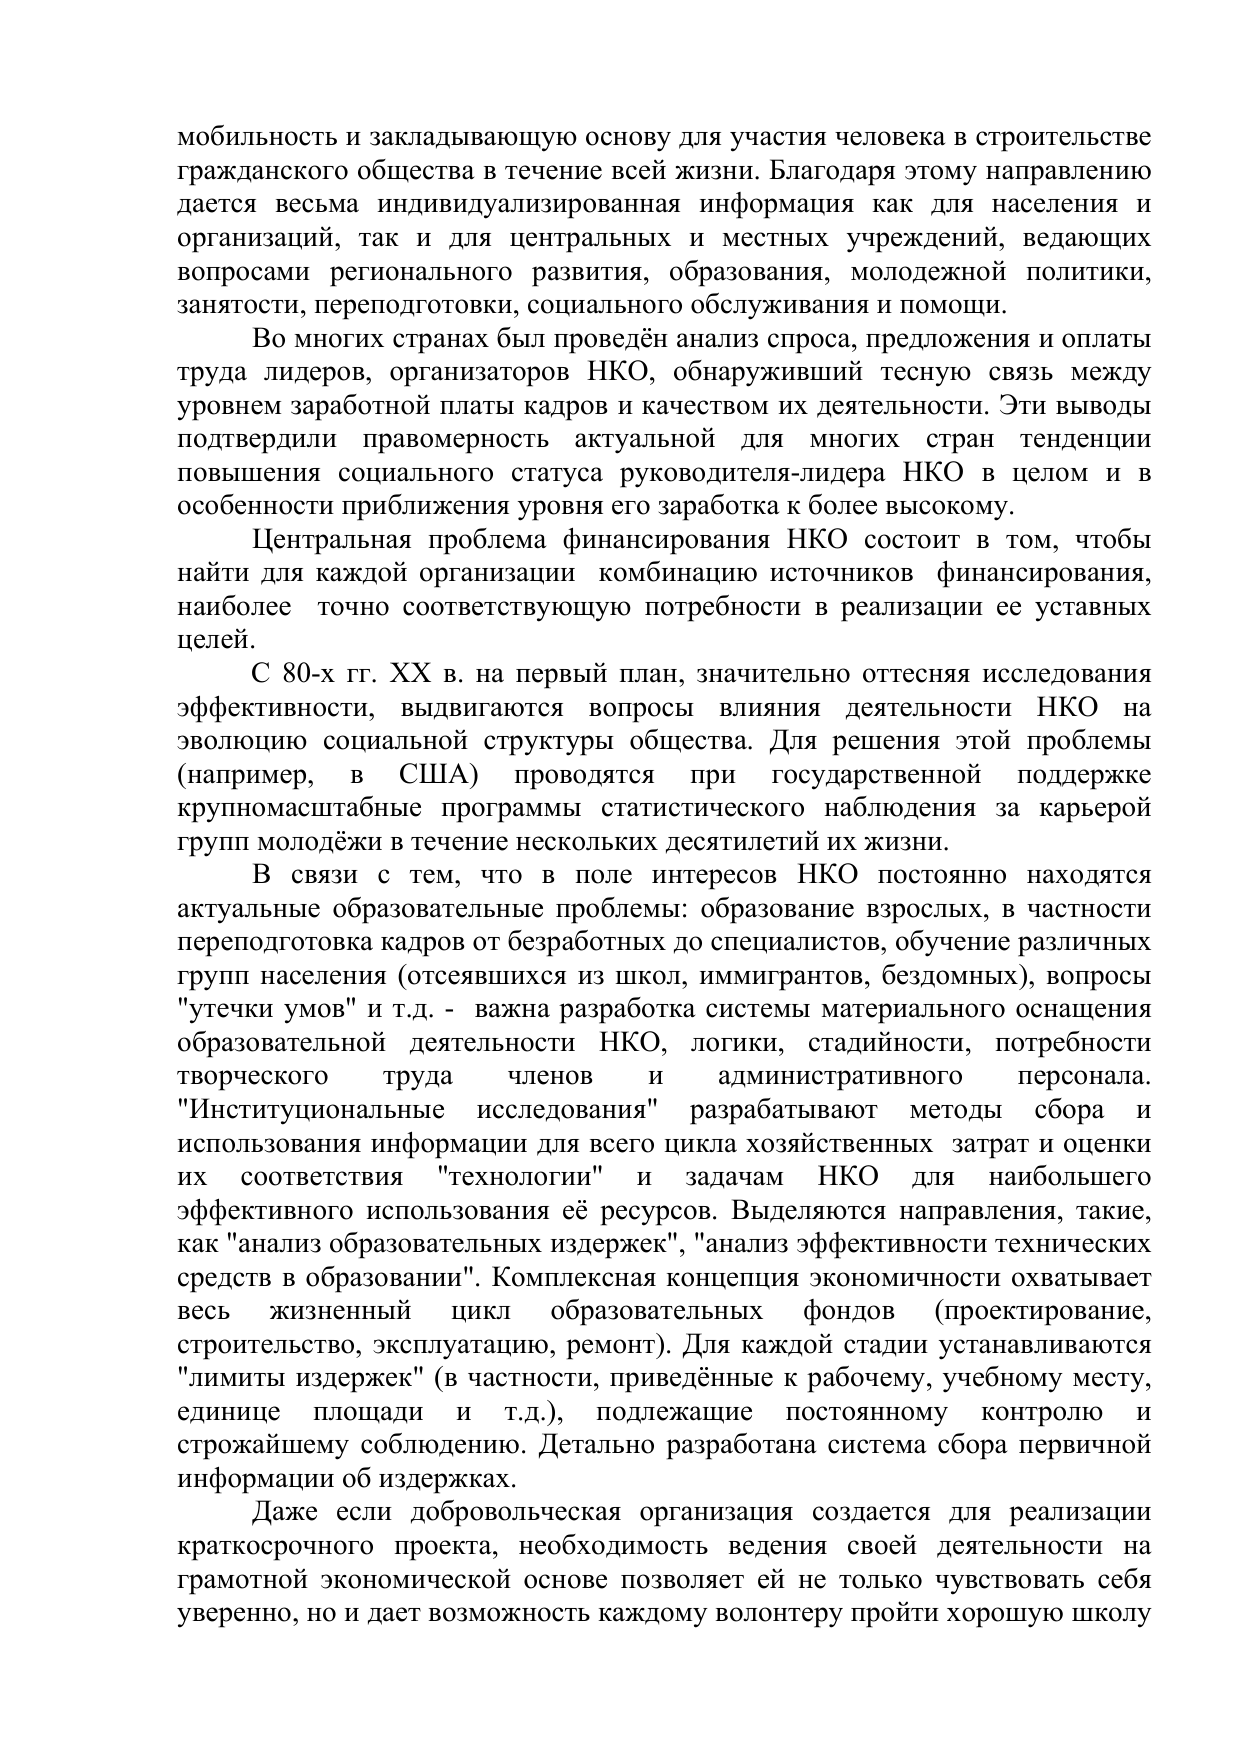 мобильность и закладывающую основу для участия человека в строительстве
гражданского общества в течение всей жизни. Благодаря этому направлению
дается весьма индивидуализированная информация как для населения и
организаций, так и для центральных и местных учреждений, ведающих
вопросами регионального развития, образования, молодежной политики,
занятости, переподготовки, социального обслуживания и помощи.
Во многих странах был проведён анализ спроса, предложения и оплаты
труда лидеров, организаторов НКО, обнаруживший тесную связь между
уровнем заработной платы кадров и качеством их деятельности. Эти выводы
подтвердили правомерность актуальной для многих стран тенденции
повышения социального статуса руководителя-лидера НКО в целом и в
особенности приближения уровня его заработка к более высокому.
Центральная проблема финансирования НКО состоит в том, чтобы
найти для каждой организации комбинацию источников финансирования,
наиболее точно соответствующую потребности в реализации ее уставных
целей.
С 80-х гг. XX в. на первый план, значительно оттесняя исследования
эффективности, выдвигаются вопросы влияния деятельности НКО на
эволюцию социальной структуры общества. Для решения этой проблемы
(например, в США) проводятся при государственной поддержке
крупномасштабные программы статистического наблюдения за карьерой
групп молодёжи в течение нескольких десятилетий их жизни.
В связи с тем, что в поле интересов НКО постоянно находятся
актуальные образовательные проблемы: образование взрослых, в частности
переподготовка кадров от безработных до специалистов, обучение различных
групп населения (отсеявшихся из школ, иммигрантов, бездомных), вопросы
"утечки умов" и т.д. - важна разработка системы материального оснащения
образовательной деятельности НКО, логики, стадийности, потребности
творческого труда членов и административного персонала.
"Институциональные исследования" разрабатывают методы сбора и
использования информации для всего цикла хозяйственных затрат и оценки
их соответствия "технологии" и задачам НКО для наибольшего
эффективного использования её ресурсов. Выделяются направления, такие,
как "анализ образовательных издержек", "анализ эффективности технических
средств в образовании". Комплексная концепция экономичности охватывает
весь жизненный цикл образовательных фондов (проектирование,
строительство, эксплуатацию, ремонт). Для каждой стадии устанавливаются
"лимиты издержек" (в частности, приведённые к рабочему, учебному месту,
единице площади и т.д.), подлежащие постоянному контролю и
строжайшему соблюдению. Детально разработана система сбора первичной
информации об издержках.
Даже если добровольческая организация создается для реализации
краткосрочного проекта, необходимость ведения своей деятельности на
грамотной экономической основе позволяет ей не только чувствовать себя
уверенно, но и дает возможность каждому волонтеру пройти хорошую школу